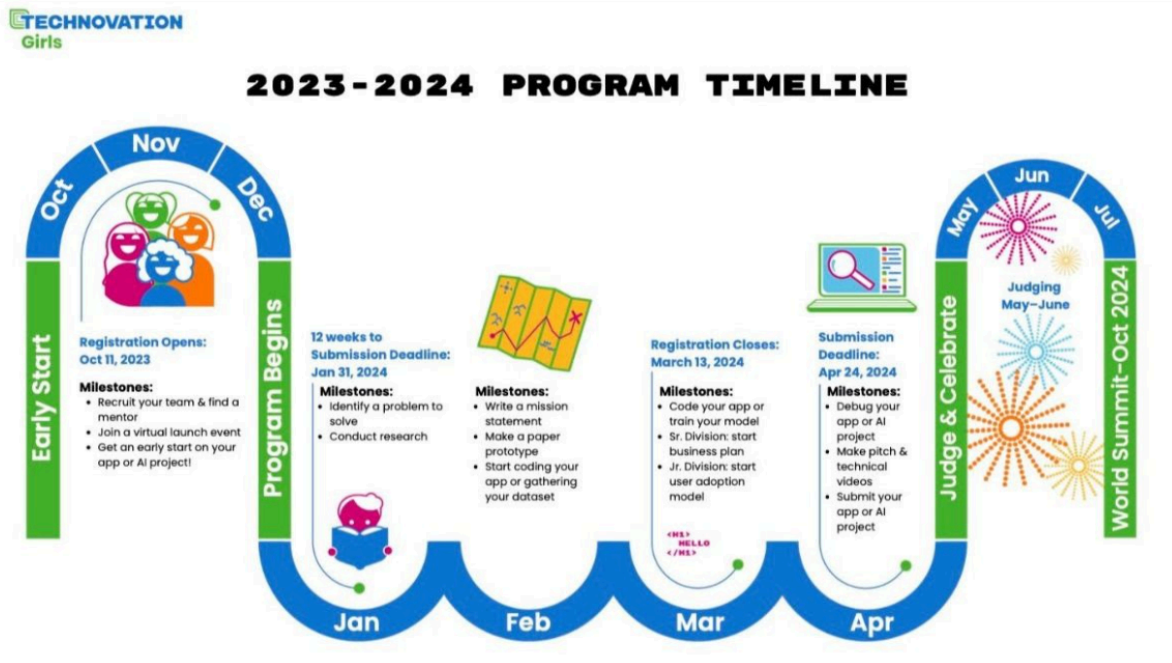 TECHNOVATION
Girls
2023-2024 PROGRAM TIMELINE
Oct
Nov
Dec
Early Start
Registration Opens:
Oct 11, 2023
Milestones:
• Recruit your team & find a
mentor
• Join a virtual launch event
• Get an early start on your
app or AI project!
Program Begins
12 weeks to
Submission Deadline:
Jan 31, 2024
Milestones:
• Identify a problem to
solve
• Conduct research
Jan
Milestones:
• Write a mission
statement
• Make a paper
prototype
• Start coding your
app or gathering
your dataset
Feb
Registration Closes:
March 13, 2024
Milestones:
• Code your app or
train your model
• Sr. Division: start
business plan
• Jr. Division: start
user adoption
model
<H1>
HELLO
</H1>
Mar
Submission
Deadline:
Apr 24, 2024
Milestones:
• Debug your
app or AI
project
• Make pitch &
technical
videos
• Submit your
app or AI
project
Apr
Judge & Celebrate
May
Jun
Jul
Judging
May–June
World Summit-Oct 2024